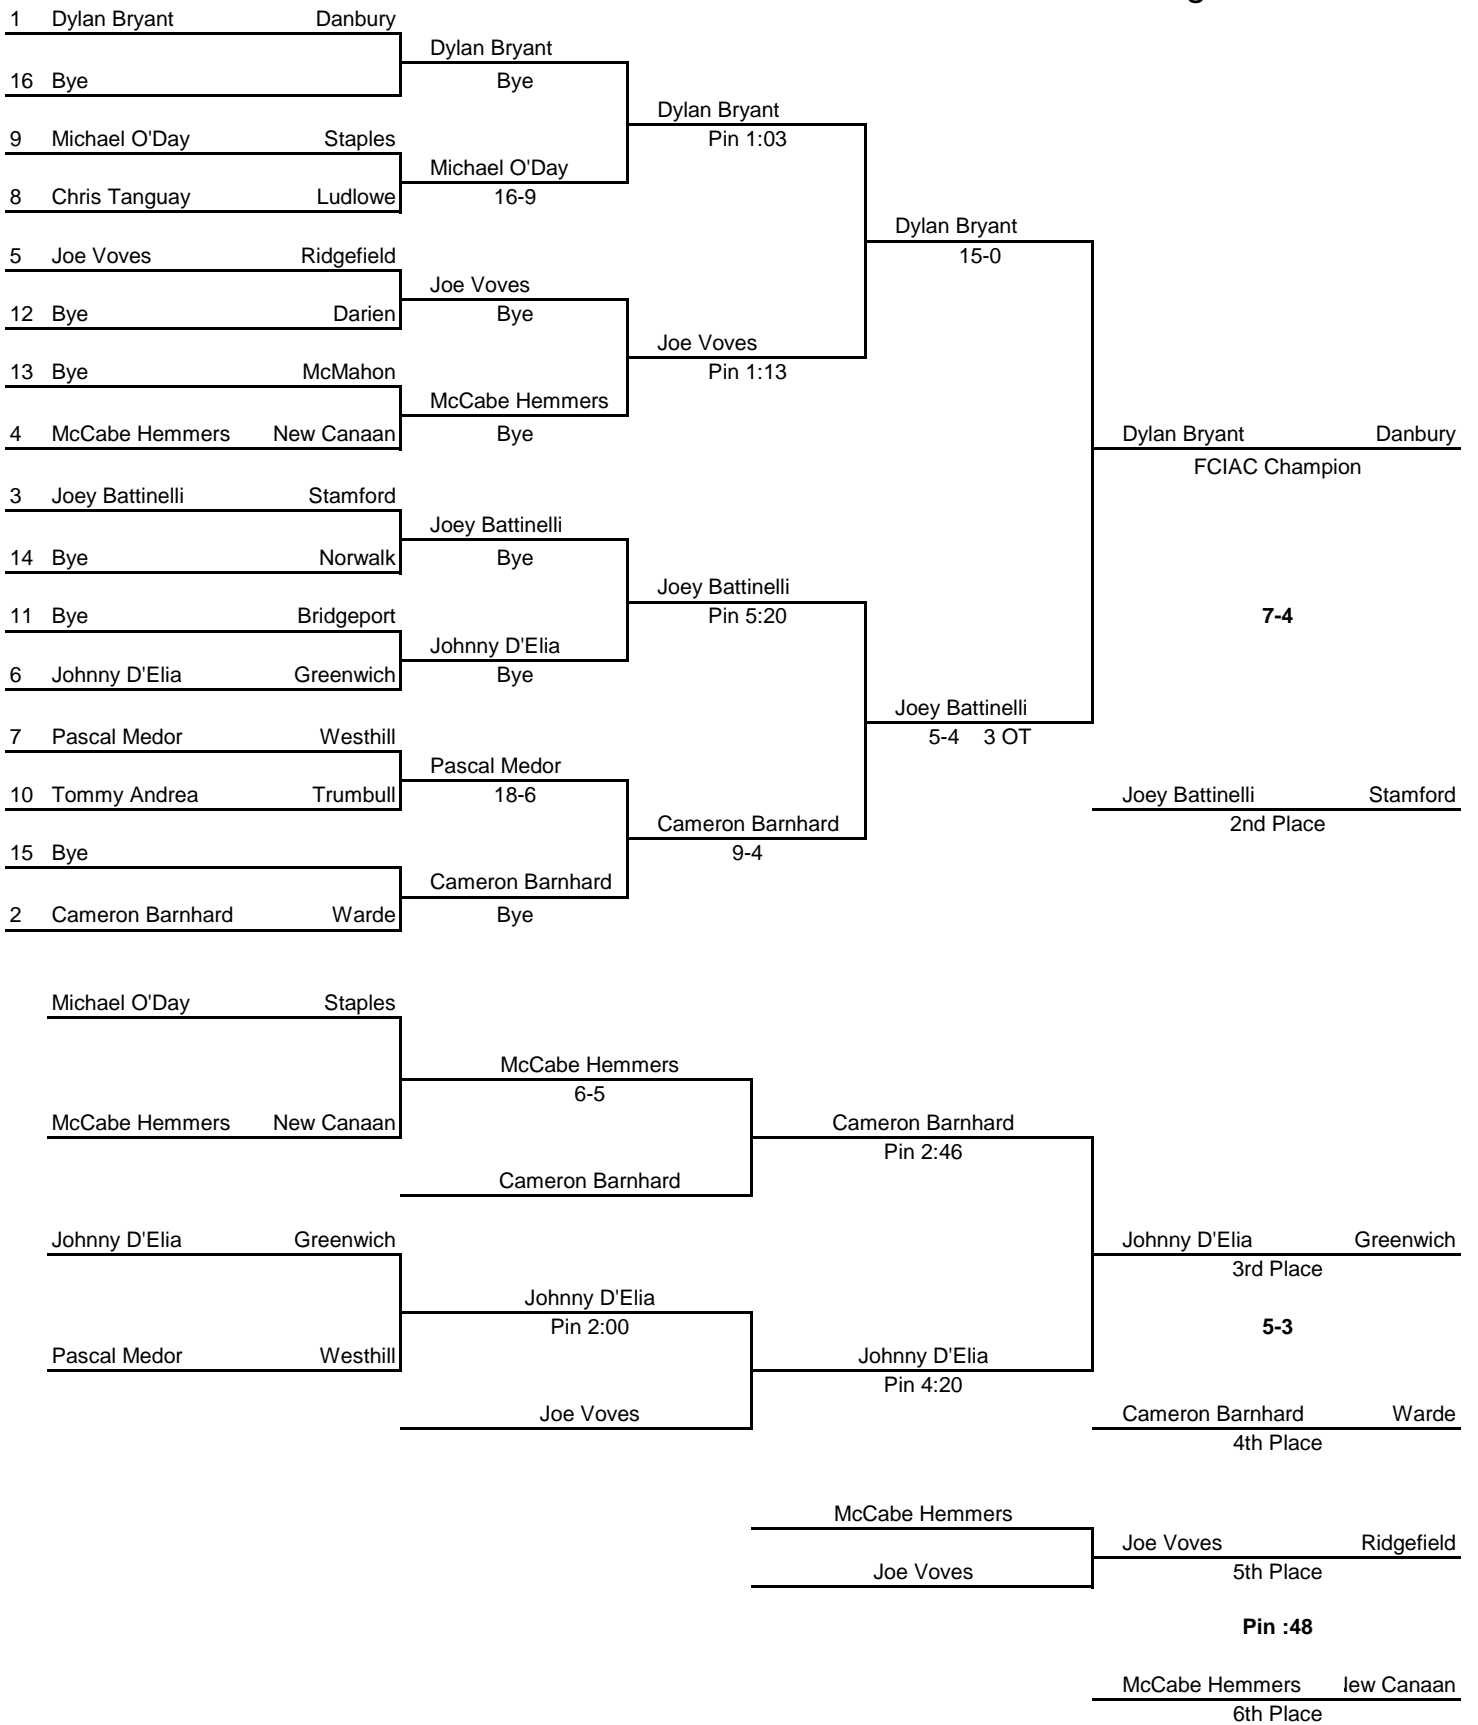 1 Dylan Bryant Danbury
Dylan Bryant
16 Bye
Bye
Dylan Bryant
9 Michael O'Day Staples
Pin 1:03
Michael O'Day
8 Chris Tanguay Ludlowe
16-9
Dylan Bryant
5 Joe Voves Ridgefield
15-0
Joe Voves
12 Bye Darien
Bye
Joe Voves
13 Bye McMahon
Pin 1:13
McCabe Hemmers
4 McCabe Hemmers New Canaan
Bye
Dylan Bryant Danbury
FCIAC Champion
3 Joey Battinelli Stamford
Joey Battinelli
14 Bye Norwalk
Bye
Joey Battinelli
11 Bye Bridgeport
Pin 5:20
7-4
Johnny D'Elia
6 Johnny D'Elia Greenwich
Bye
Joey Battinelli
7 Pascal Medor Westhill
5-4 3 OT
Pascal Medor
10 Tommy Andrea Trumbull
18-6
Joey Battinelli Stamford
2nd Place
Cameron Barnhard
15 Bye
9-4
Cameron Barnhard
2 Cameron Barnhard Warde
Bye
Michael O'Day Staples
McCabe Hemmers
6-5
McCabe Hemmers New Canaan
Cameron Barnhard
Pin 2:46
Cameron Barnhard
Johnny D'Elia Greenwich
Johnny D'Elia Greenwich
3rd Place
Johnny D'Elia
Pin 2:00
5-3
Pascal Medor Westhill
Johnny D'Elia
Pin 4:20
Joe Voves
Cameron Barnhard Warde
4th Place
McCabe Hemmers
Joe Voves Ridgefield
Joe Voves
5th Place
Pin :48
McCabe Hemmers New Canaan
6th Place